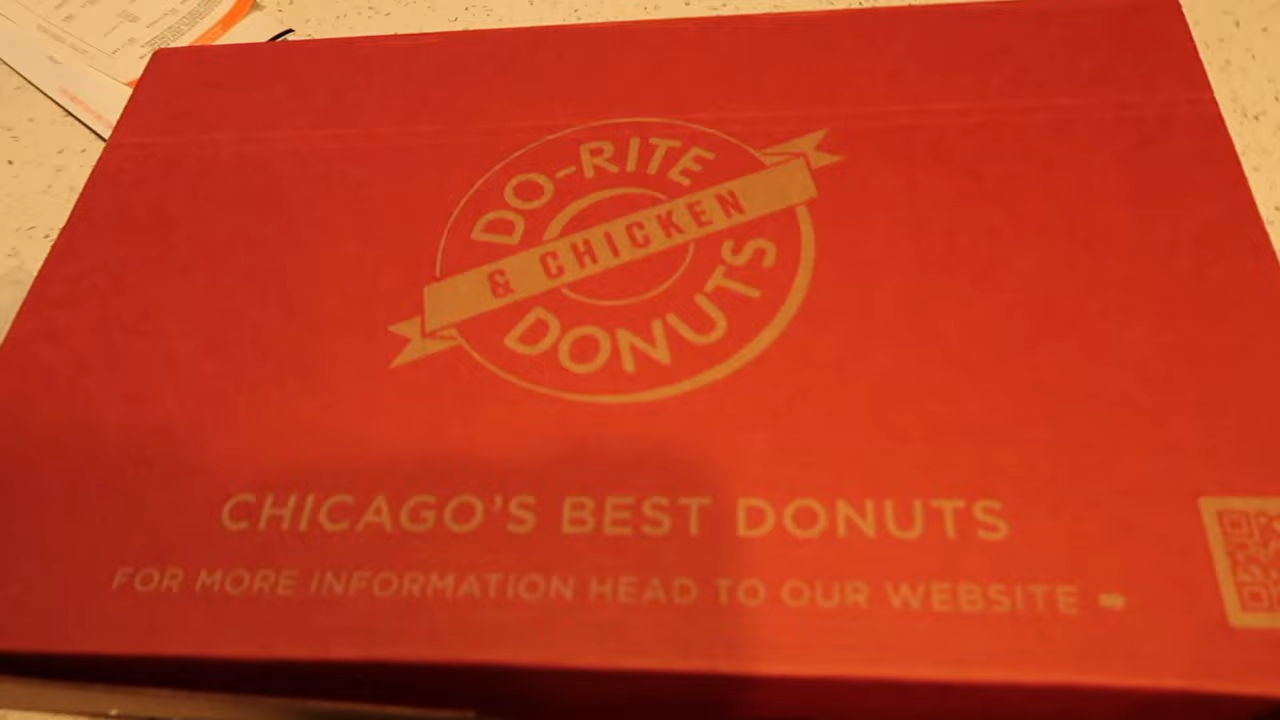 DO-RITE
& CHICKEN
DONUTS
CHICAGO'S BEST DONUTS
FOR MORE INFORMATION HEAD TO OUR WEBSITE